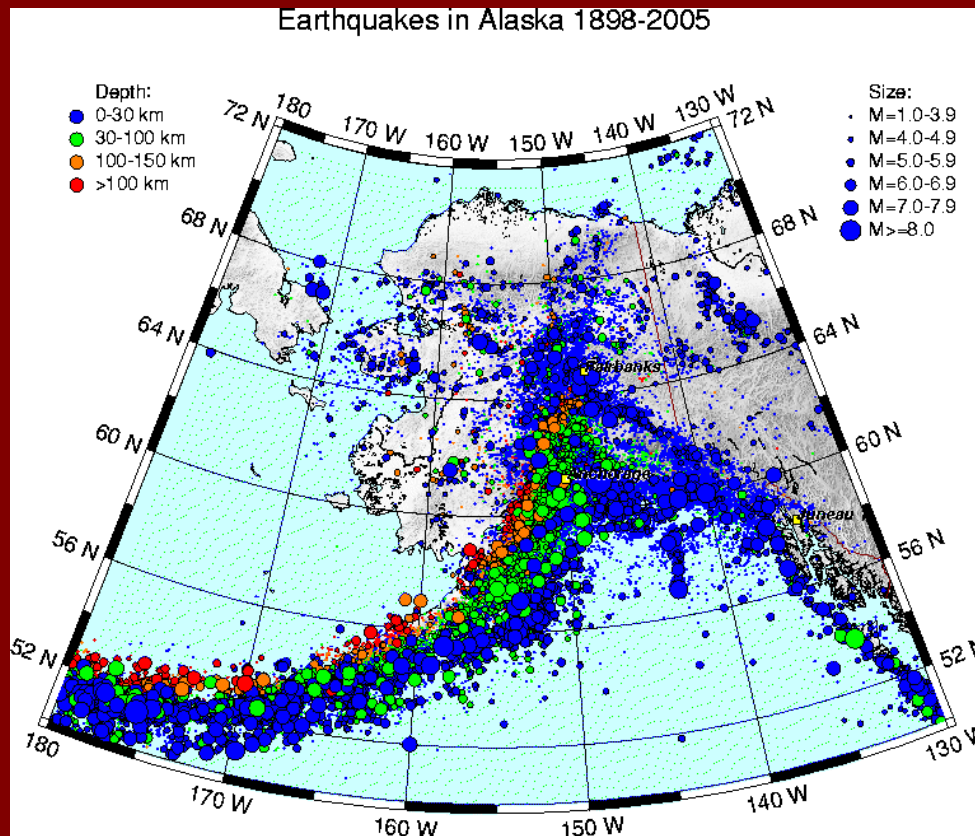 Earthquakes in Alaska 1898-2005
Depth:
0-30 km
30-100 km
100-150 km
>100 km
Size:
M=1.0-3.9
M=4.0-4.9
M=5.0-5.9
M=6.0-6.9
M=7.0-7.9
M>=8.0
180
170 W
160 W
150 W
140 W
130 W
72 N
72 N
68 N
68 N
64 N
64 N
60 N
60 N
56 N
56 N
52 N
52 N
Fairbanks
Anchorage
Juneau
180
170 W
160 W
150 W
140 W
130 W